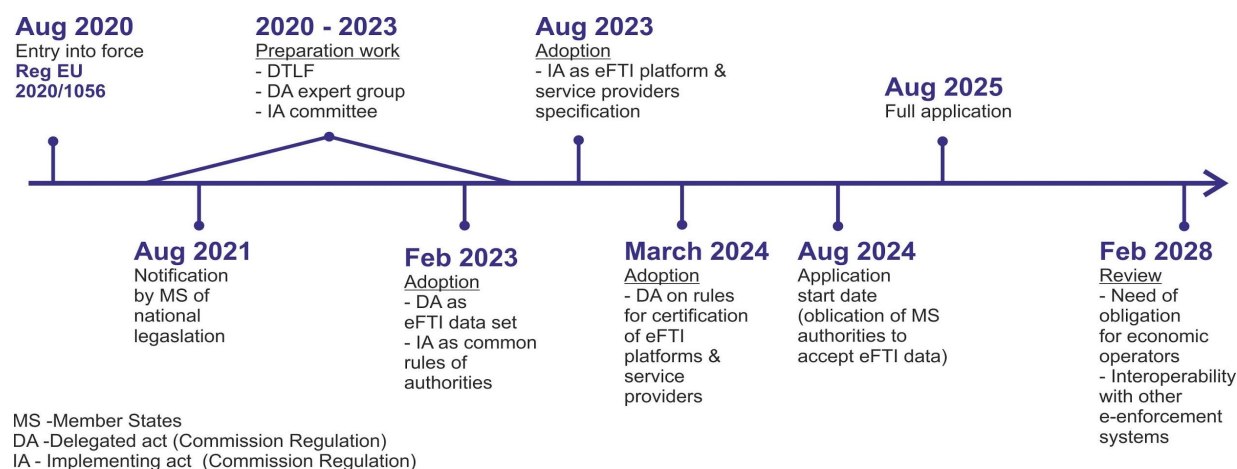 Aug 2020
Entry into force
Reg EU
2020/1056
2020 - 2023
Preparation work
- DTLF
- DA expert group
- IA committee
Aug 2023
Adoption
- IA as eFTI platform &
service providers
specification
Aug 2025
Full application
Aug 2021
Notification
by MS of
national
legaslation
Feb 2023
Adoption
- DA as
eFTI data set
- IA as common
rules of
authorities
March 2024
Adoption
- DA on rules
for certification
of eFTI
platforms &
service
providers
Aug 2024
Application
start date
(oblication of MS
authorities to
accept eFTI data)
Feb 2028
Review
- Need of
obligation
for economic
operators
- Interoperability
with other
e-enforcement
systems
MS -Member States
DA -Delegated act (Commission Regulation)
IA - Implementing act  (Commission Regulation)